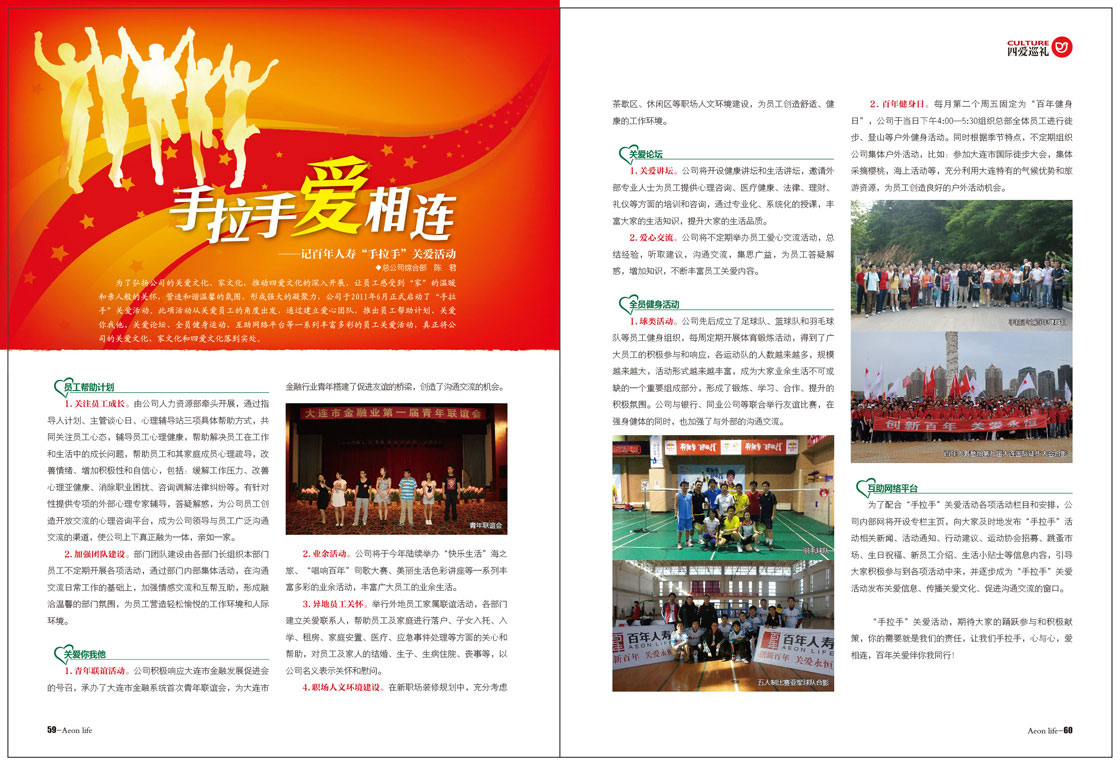 手拉手爱相连
——记百年人寿“手拉手”关爱活动
◆总公司综合部 陈 君
为了弘扬公司的关爱文化、家文化，推动四爱文化的深入开展，让员工感受到“家”的温暖
和亲人般的关怀，营造和谐温馨的氛围，形成强大的凝聚力，公司于2011年6月正式启动了“手拉
手”关爱活动。此项活动从关爱员工的角度出发，通过建立爱心团队，推出员工帮助计划、关爱
你我他、关爱论坛、全员健身运动、互助网络平台等一系列丰富多彩的员工关爱活动，真正将公
司的关爱文化、家文化和四爱文化落到实处。
员工帮助计划
1.关注员工成长。由公司人力资源部牵头开展，通过指
导人计划、主管谈心日、心理辅导站三项具体帮助方式，共
同关注员工心态，辅导员工心理健康，帮助解决员工在工作
和生活中的成长问题，帮助员工和其家庭成员心理疏导，改
善情绪、增加积极性和自信心，包括：缓解工作压力、改善
心理亚健康、消除职业困扰、咨询调解法律纠纷等。有针对
性提供专项的外部心理专家辅导，答疑解惑，为公司员工创
造开放交流的心理咨询平台，成为公司领导与员工广泛沟通
交流的渠道，使公司上下真正融为一体，亲如一家。
2.加强团队建设。部门团队建设由各部门长组织本部门
员工不定期开展各项活动，通过部门内部集体活动，在沟通
交流日常工作的基础上，加强情感交流和互帮互助，形成融
洽温馨的部门氛围，为员工营造轻松愉悦的工作环境和人际
环境。
关爱你我他
1.青年联谊活动。公司积极响应大连市金融发展促进会
的号召，承办了大连市金融系统首次青年联谊会，为大连市
金融行业青年搭建了促进友谊的桥梁，创造了沟通交流的机会。
大连市金融业第一届青年联谊会
青年联谊会
2.业余活动。公司将于今年陆续举办“快乐生活”海之
旅、“唱响百年”司歌大赛、美丽生活色彩讲座等一系列丰
富多彩的业余活动，丰富广大员工的业余生活。
3.异地员工关怀。举行外地员工家属联谊活动，各部门
建立关爱联系人，帮助员工及家庭进行落户、子女入托、入
学、租房、家庭安置、医疗、应急事件处理等方面的关心和
帮助，对员工及家人的结婚、生子、生病住院、丧事等，以
公司名义表示关怀和慰问。
4.职场人文环境建设。在新职场装修规划中，充分考虑
59-Aeon life
CULTURE
四爱巡礼
茶歇区、休闲区等职场人文环境建设，为员工创造舒适、健
康的工作环境。
关爱论坛
1.关爱讲坛。公司将开设健康讲坛和生活讲坛，邀请外
部专业人士为员工提供心理咨询、医疗健康、法律、理财、
礼仪等方面的培训和咨询，通过专业化、系统化的授课，丰
富大家的生活知识，提升大家的生活品质。
2.爱心交流。公司将不定期举办员工爱心交流活动，总
结经验，听取建议，沟通交流，集思广益，为员工答疑解
惑，增加知识，不断丰富员工关爱内容。
全员健身活动
1.球类活动。公司先后成立了足球队、篮球队和羽毛球
队等员工健身组织，每周定期开展体育锻炼活动，得到了广
大员工的积极参与和响应，各运动队的人数越来越多，规模
越来越大，活动形式越来越丰富，成为大家业余生活不可或
缺的一个重要组成部分，形成了锻炼、学习、合作、提升的
积极氛围。公司与银行、同业公司等联合举行友谊比赛，在
强身健体的同时，也加强了与外部的沟通交流。
羽毛球队
百年人寿
AEON LIFE
创新百年 关爱永恒
百年人寿
AEON LIFE
创新百年 关爱永恒
五人制比赛亚军球队合影
2.百年健身日。每月第二个周五固定为“百年健身
日”，公司于当日下午4:00—5:30组织总部全体员工进行徒
步、登山等户外健身活动。同时根据季节特点，不定期组织
公司集体户外活动，比如：参加大连市国际徒步大会，集体
采摘樱桃，海上活动等，充分利用大连特有的气候优势和旅
游资源，为员工创造良好的户外活动机会。
创新百年 关爱永恒
互助网络平台
为了配合“手拉手”关爱活动各项活动栏目和安排，公
司内部网将开设专栏主页，向大家及时地发布“手拉手”活
动相关新闻、活动通知、行动建议、运动协会招募、跳蚤市
场、生日祝福、新员工介绍、生活小贴士等信息内容，引导
大家积极参与到各项活动中来，并逐步成为“手拉手”关爱
活动发布关爱信息、传播关爱文化、促进沟通交流的窗口。
“手拉手”关爱活动，期待大家的踊跃参与和积极献
策，你的需要就是我们的责任，让我们手拉手，心与心，爱
相连，百年关爱伴你我同行！
Aeon life-60